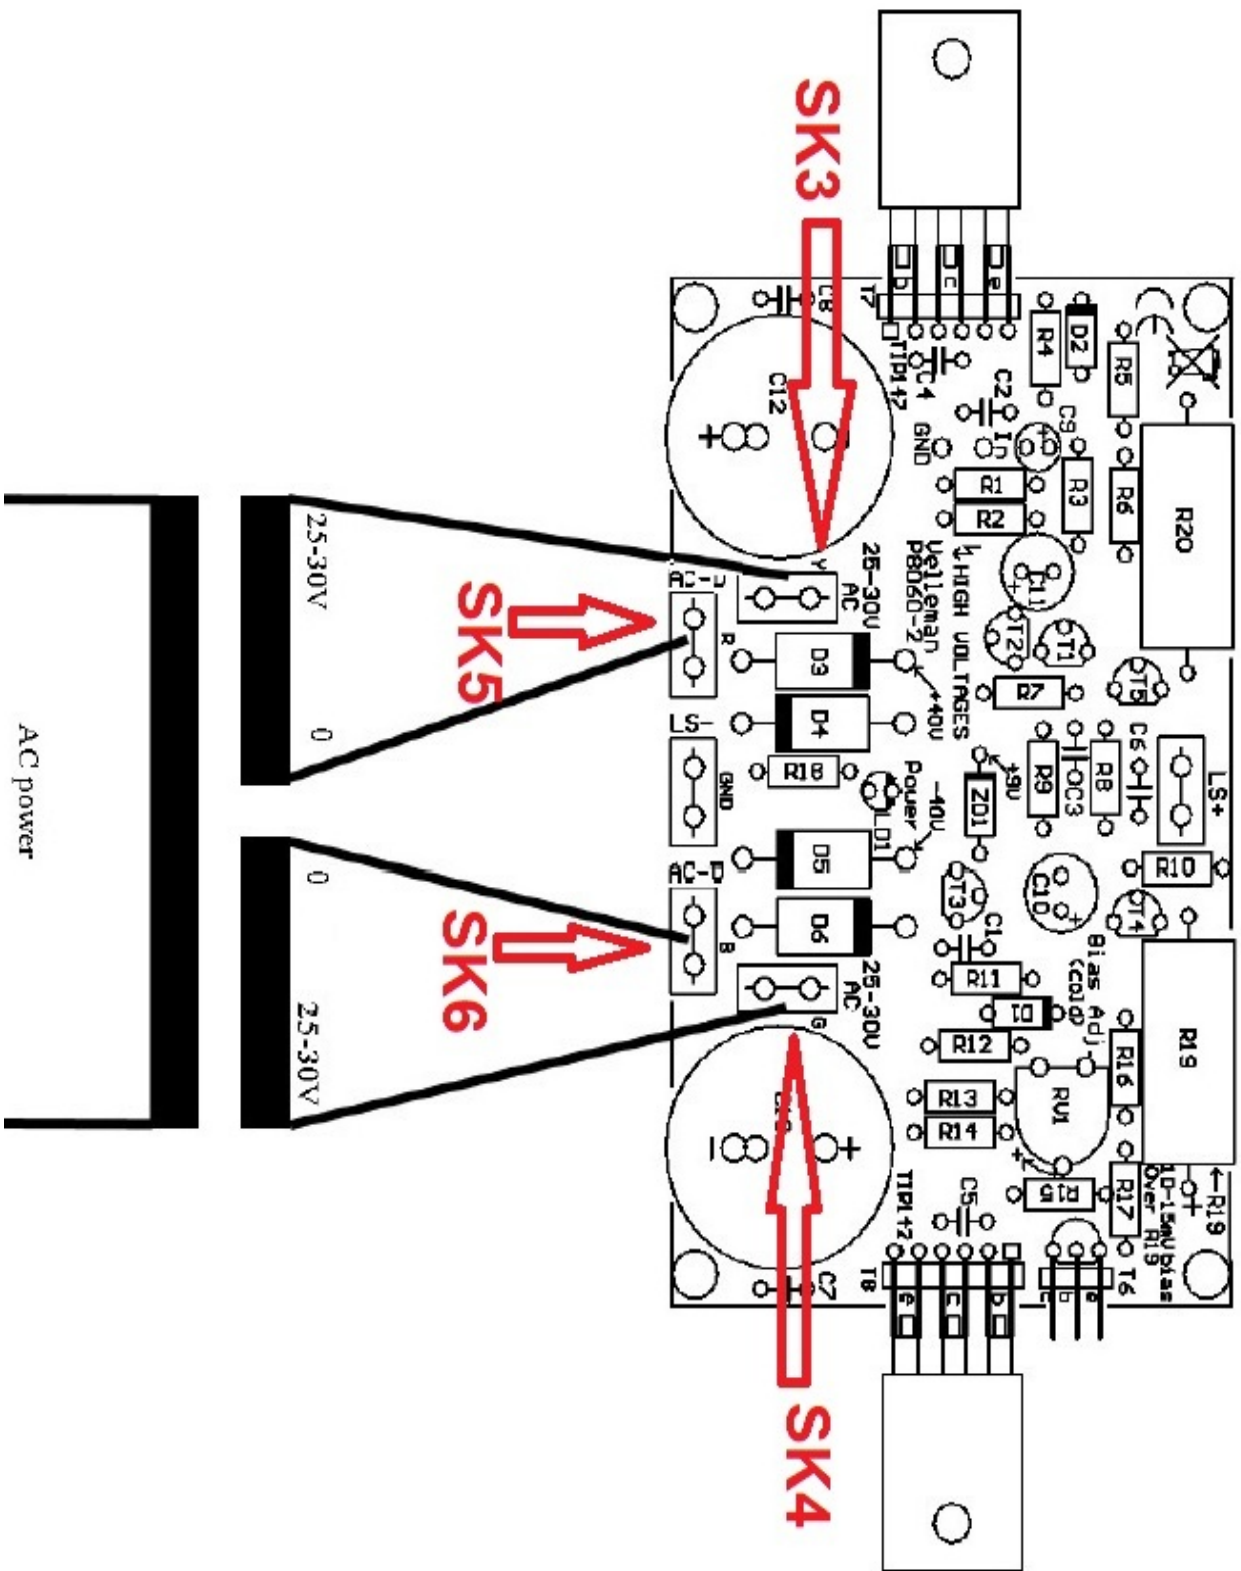 LS+
←R19
R20
R19
10-15mV bias
Over R19
R5
R6
T5
C6
R10
T4
R16
R17
T6
D2
C9
R3
T1
R8
Bias Adj.
(cold)
e b c
R4
C11
T2
R7
R9
C3
C10
RV1
R15
+9V
C2
R1
R2
HIGH VOLTAGES
ZD1
T3
C1
R11
D1
R12
R13
R14
C5
e c b
TIP147
C4
GND
Velleman
P8060-2
+40V
Power
-40V
LD1
TIP142
e c b
T7
25-30V
AC
Y
D3
D4
R18
D5
D6
25-30V
AC
G
T8
C8
C12
+
-
+
C7
SK3
SK4
AC-0
R
LS-
GND
AC-0
B
SK5
SK6
25-30V
0
0
25-30V
AC power